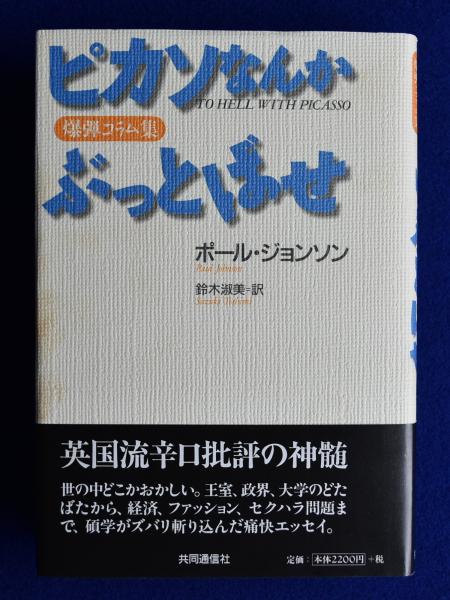 ピカソなんか
TO HELL WITH PICASSO
爆弾コラム集
ぶっとばせ
ポール・ジョンソン
Paul Johnson
鈴木淑美=訳
Suzuki Yoshimi
英国流辛口批評の神髄
世の中どこかおかしい。王室、政界、大学のどた
ばたから、経済、ファッション、セクハラ問題ま
で、碩学がズバリ斬り込んだ痛快エッセイ。
共同通信社
定価:本体2200円+税